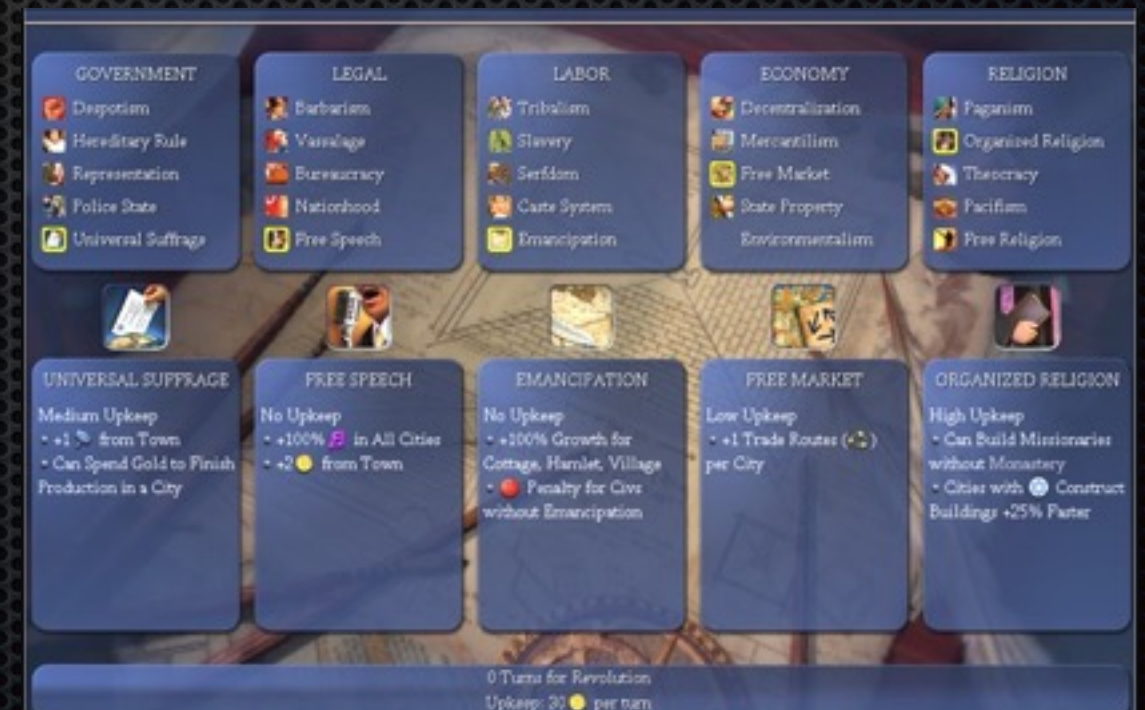 GOVERNMENT
Despotism
Hereditary Rule
Representation
Police State
Universal Suffrage
LEGAL
Barbarism
Vassalage
Bureaucracy
Nationhood
Free Speech
LABOR
Tribalism
Slavery
Serfdom
Caste System
Emancipation
ECONOMY
Decentralization
Mercantilism
Free Market
State Property
Environmentalism
RELIGION
Paganism
Organized Religion
Theocracy
Pacifism
Free Religion
UNIVERSAL SUFFRAGE
Medium Upkeep
• +1 from Town
• Can Spend Gold to Finish
Production in a City
FREE SPEECH
No Upkeep
• +100% in All Cities
• +2 from Town
EMANCIPATION
No Upkeep
• +100% Growth for
Cottage, Hamlet, Village
• Penalty for Civs
without Emancipation
FREE MARKET
Low Upkeep
• +1 Trade Routes ( )
per City
ORGANIZED RELIGION
High Upkeep
• Can Build Missionaries
without Monastery
• Cities with Construct
Buildings +25% Faster
0 Turns for Revolution
Upkeep: 30 per turn